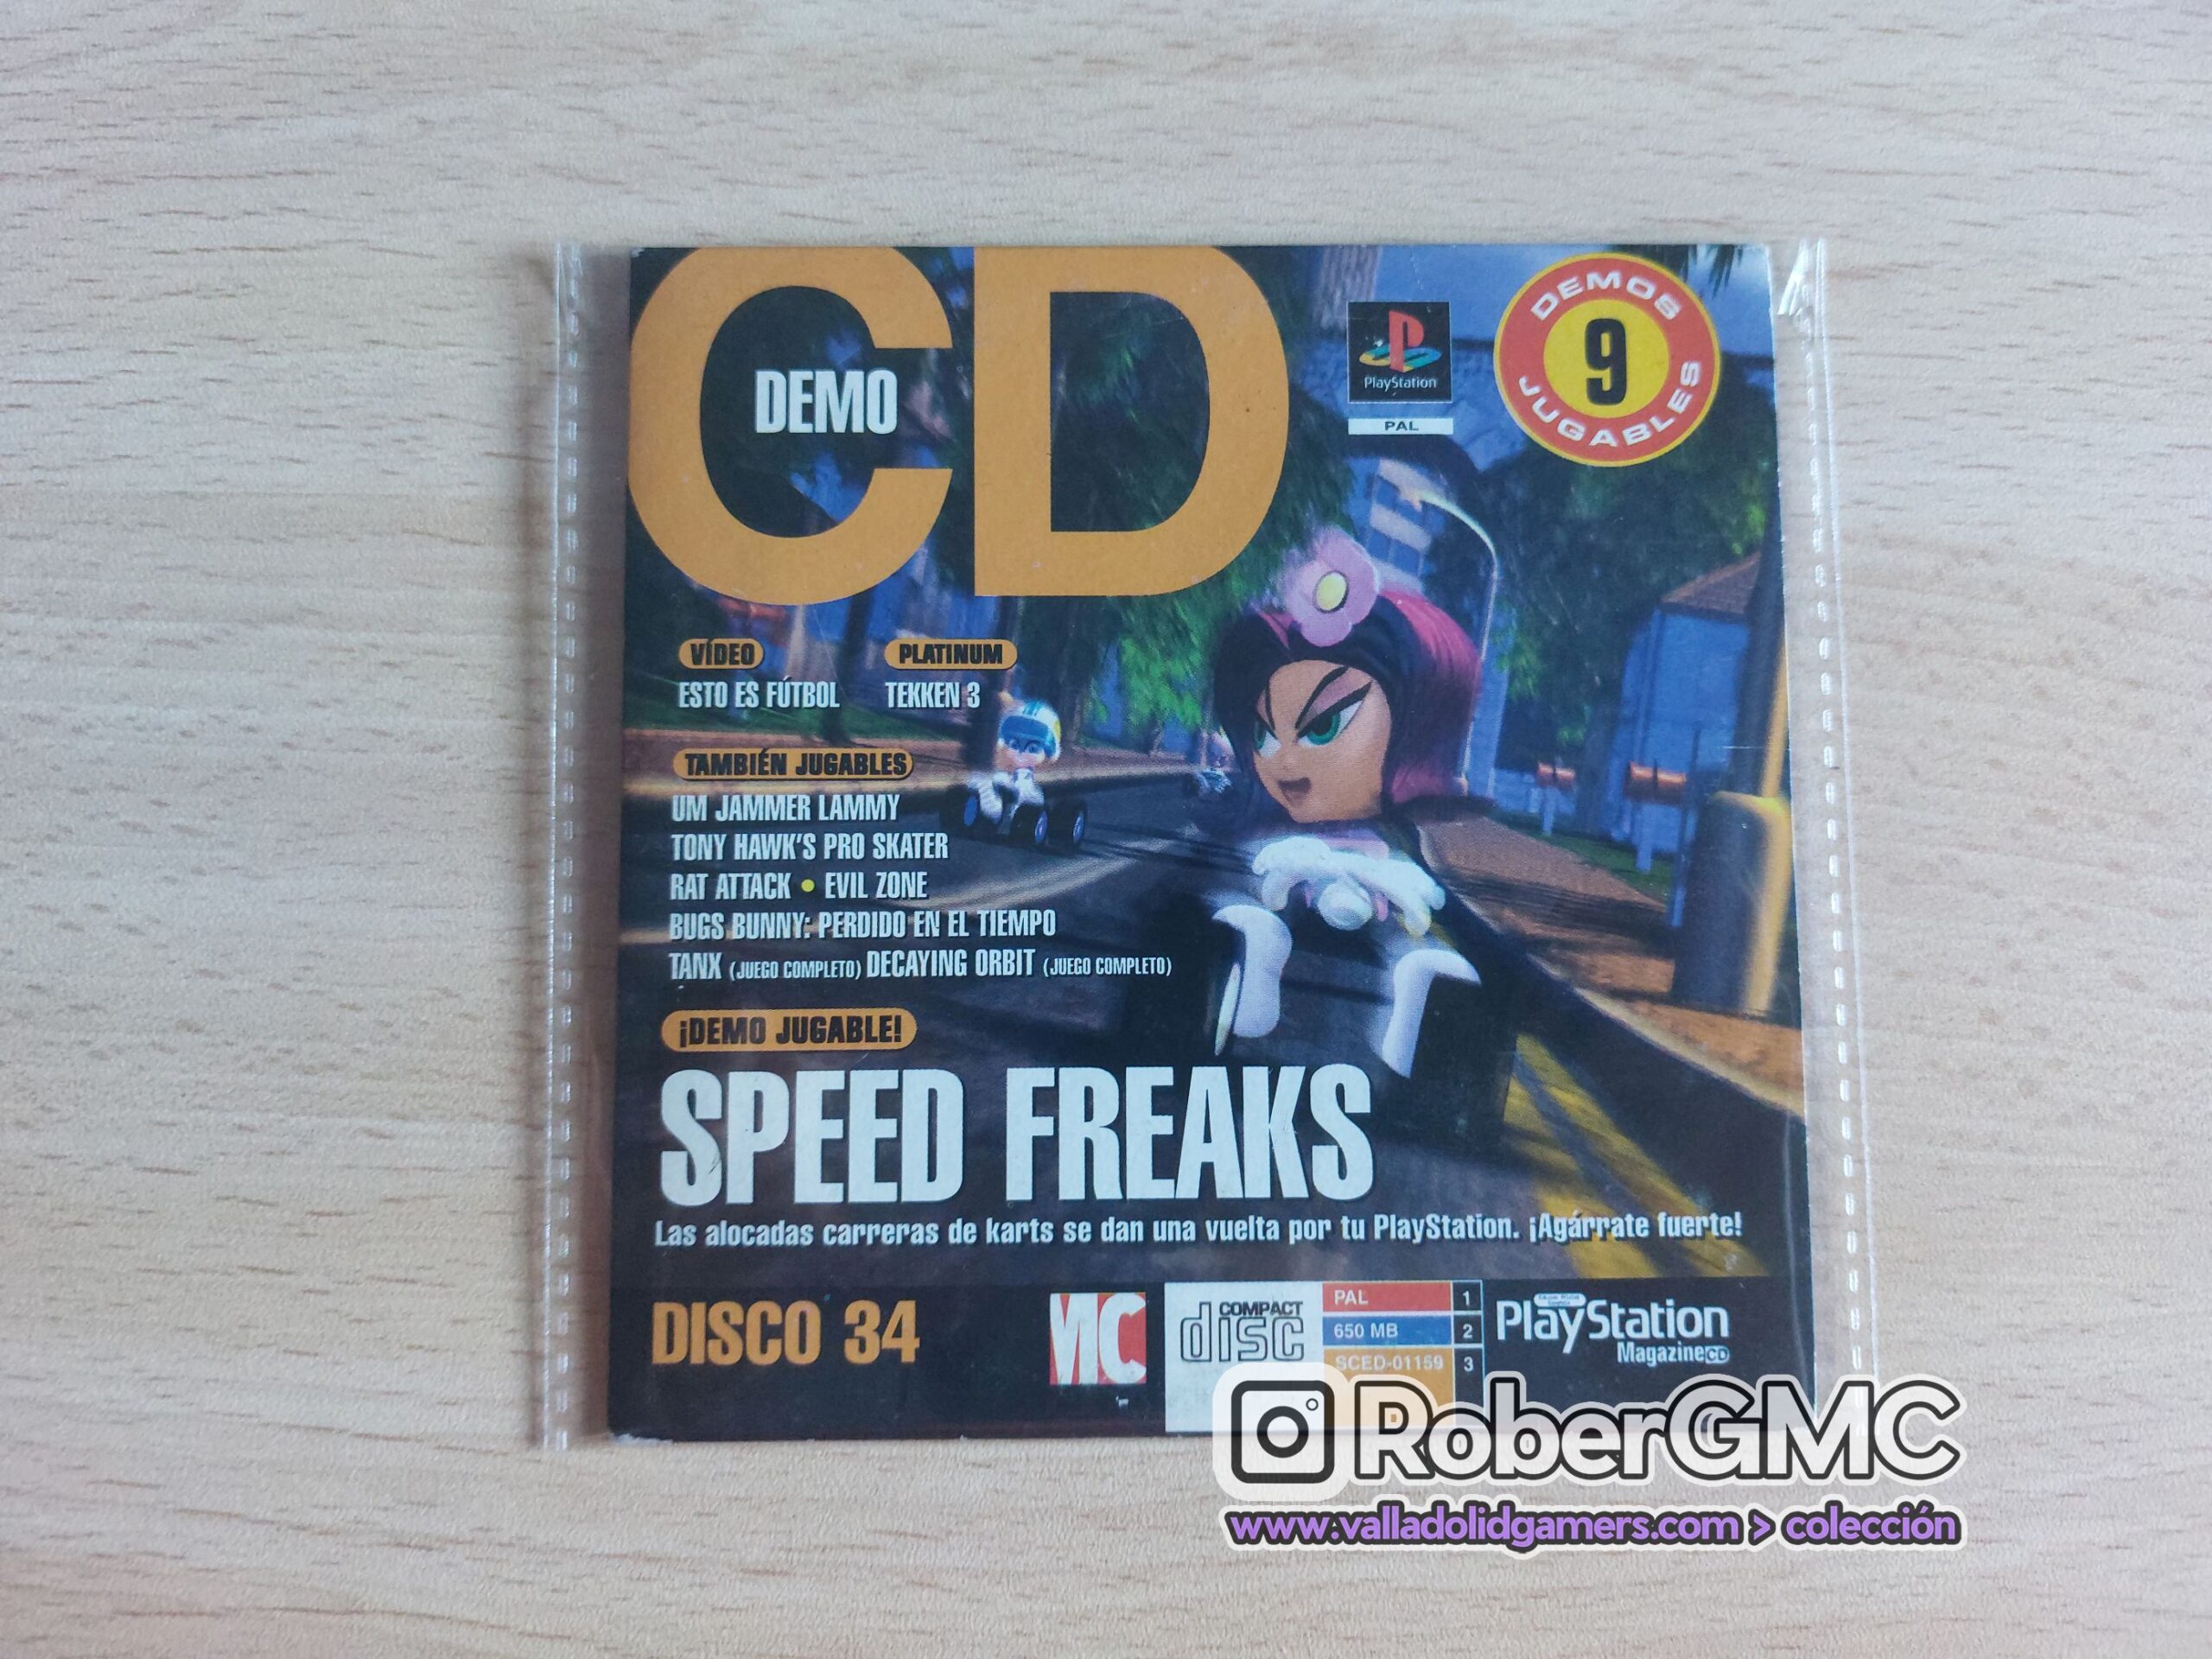 CD
DEMO
PlayStation
PAL
DEMOS
9
JUGABLES
VÍDEO
ESTO ES FÚTBOL
PLATINUM
TEKKEN 3
TAMBIÉN JUGABLES
UM JAMMER LAMMY
TONY HAWK'S PRO SKATER
RAT ATTACK • EVIL ZONE
BUGS BUNNY: PERDIDO EN EL TIEMPO
TANX (JUEGO COMPLETO) DECAYING ORBIT (JUEGO COMPLETO)
¡DEMO JUGABLE!
SPEED FREAKS
Las alocadas carreras de karts se dan una vuelta por tu PlayStation. ¡Agárrate fuerte!
DISCO 34
MC
COMPACT
disc
PAL 1
650 MB 2
SCED-01159 3
PlayStation
Magazine CD
RoberGMC
www.valladolidgamers.com > colección